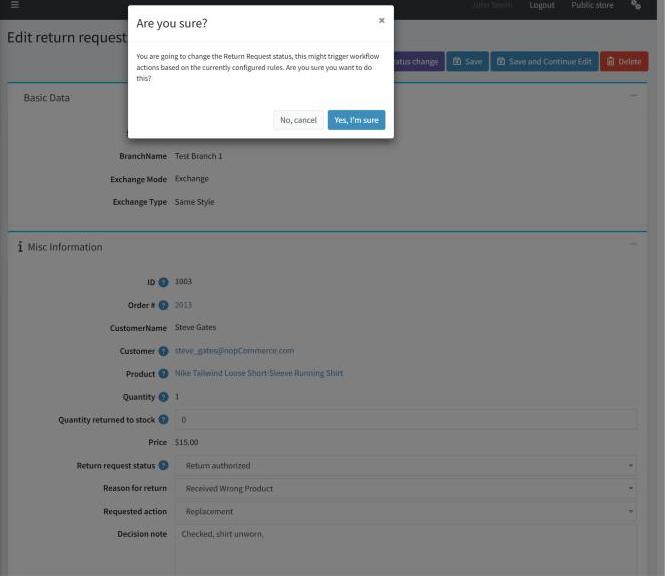 John Smith Logout Public store
Edit return request
Are you sure? ×
You are going to change the Return Request status, this might trigger workflow
actions based on the currently configured rules. Are you sure you want to do
this?
No, cancel Yes, I'm sure
status change Save Save and Continue Edit Delete
Basic Data
BranchName Test Branch 1
Exchange Mode Exchange
Exchange Type Same Style
Misc Information
ID 1003
Order # 2013
CustomerName Steve Gates
Customer steve_gates@nopCommerce.com
Product Nike Tailwind Loose Short-Sleeve Running Shirt
Quantity 1
Quantity returned to stock 0
Price $15.00
Return request status Return authorized
Reason for return Received Wrong Product
Requested action Replacement
Decision note Checked, shirt unworn.